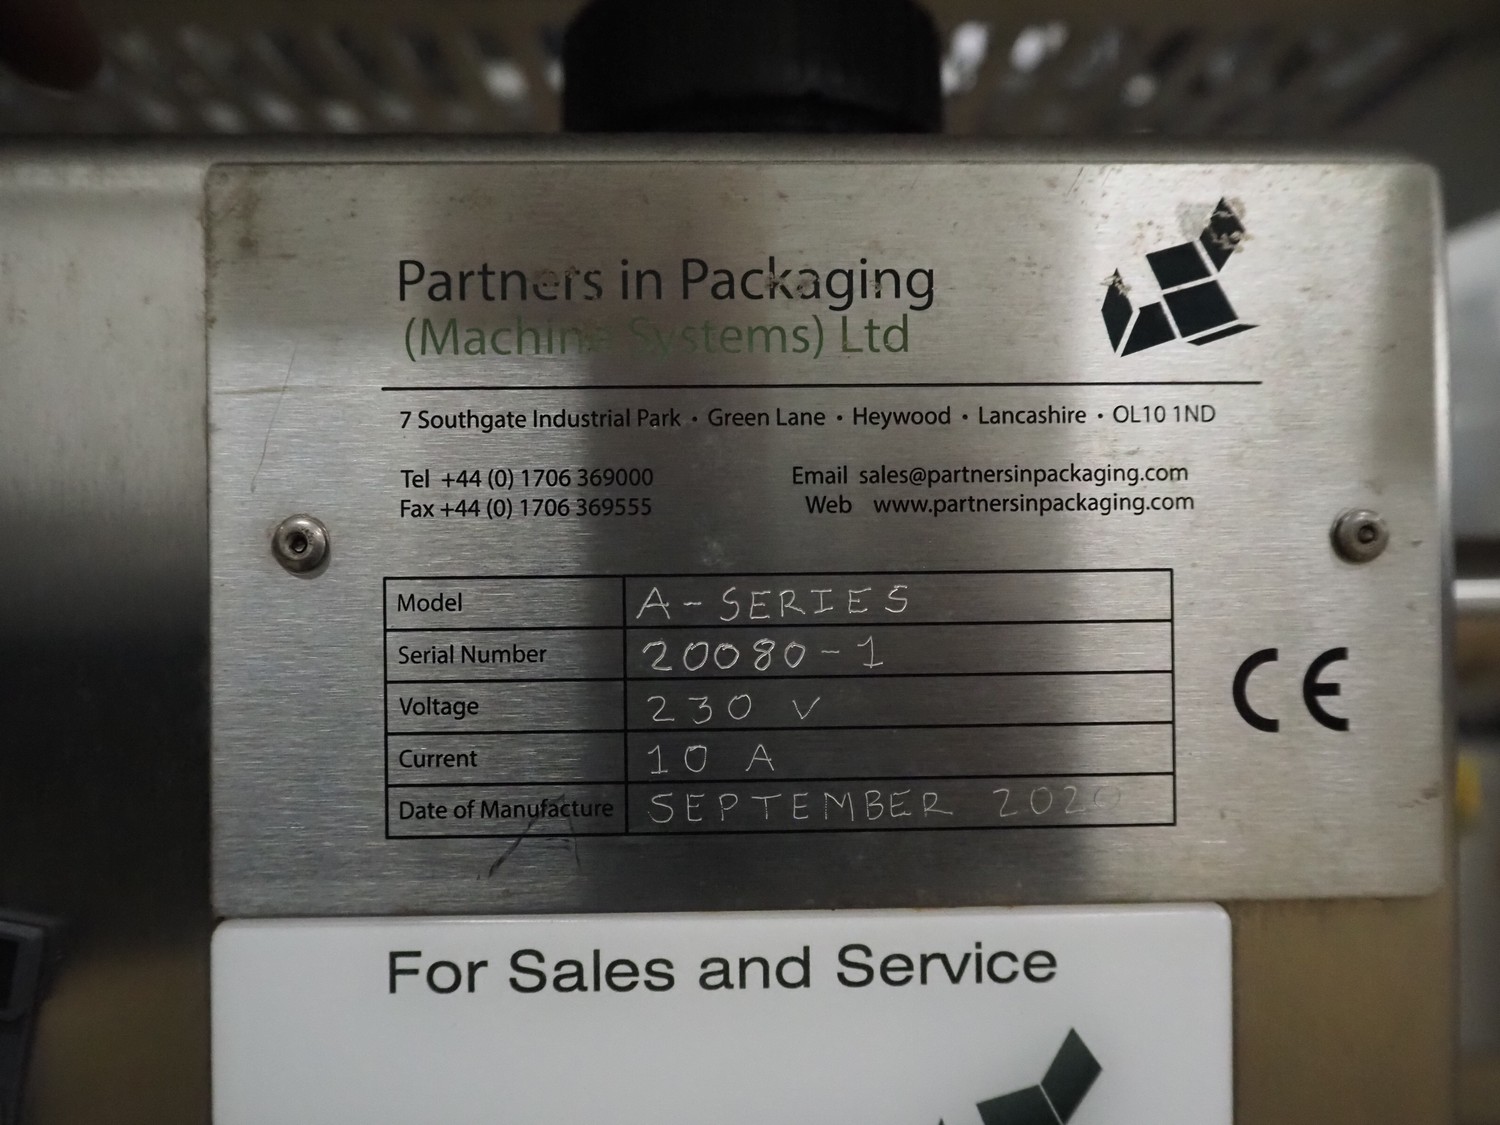 Partners in Packaging
(Machine Systems) Ltd
7 Southgate Industrial Park • Green Lane • Heywood • Lancashire • OL10 1ND
Tel +44 (0) 1706 369000
Fax +44 (0) 1706 369555
Email sales@partnersinpackaging.com
Web www.partnersinpackaging.com
Model A-SERIES
Serial Number 20080-1
Voltage 230 V
Current 10 A
Date of Manufacture SEPTEMBER 2020
CE
For Sales and Service